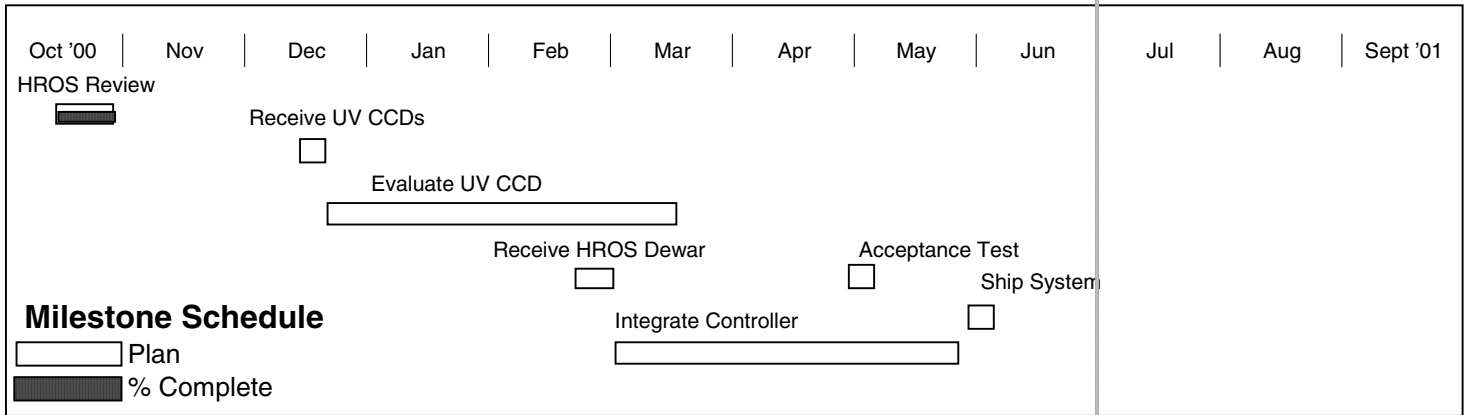 Oct ’00 Nov Dec Jan Feb Mar Apr May Jun Jul Aug Sept ’01
HROS Review
Receive UV CCDs
Evaluate UV CCD
Receive HROS Dewar
Acceptance Test
Ship System
Milestone Schedule
Integrate Controller
Plan
% Complete